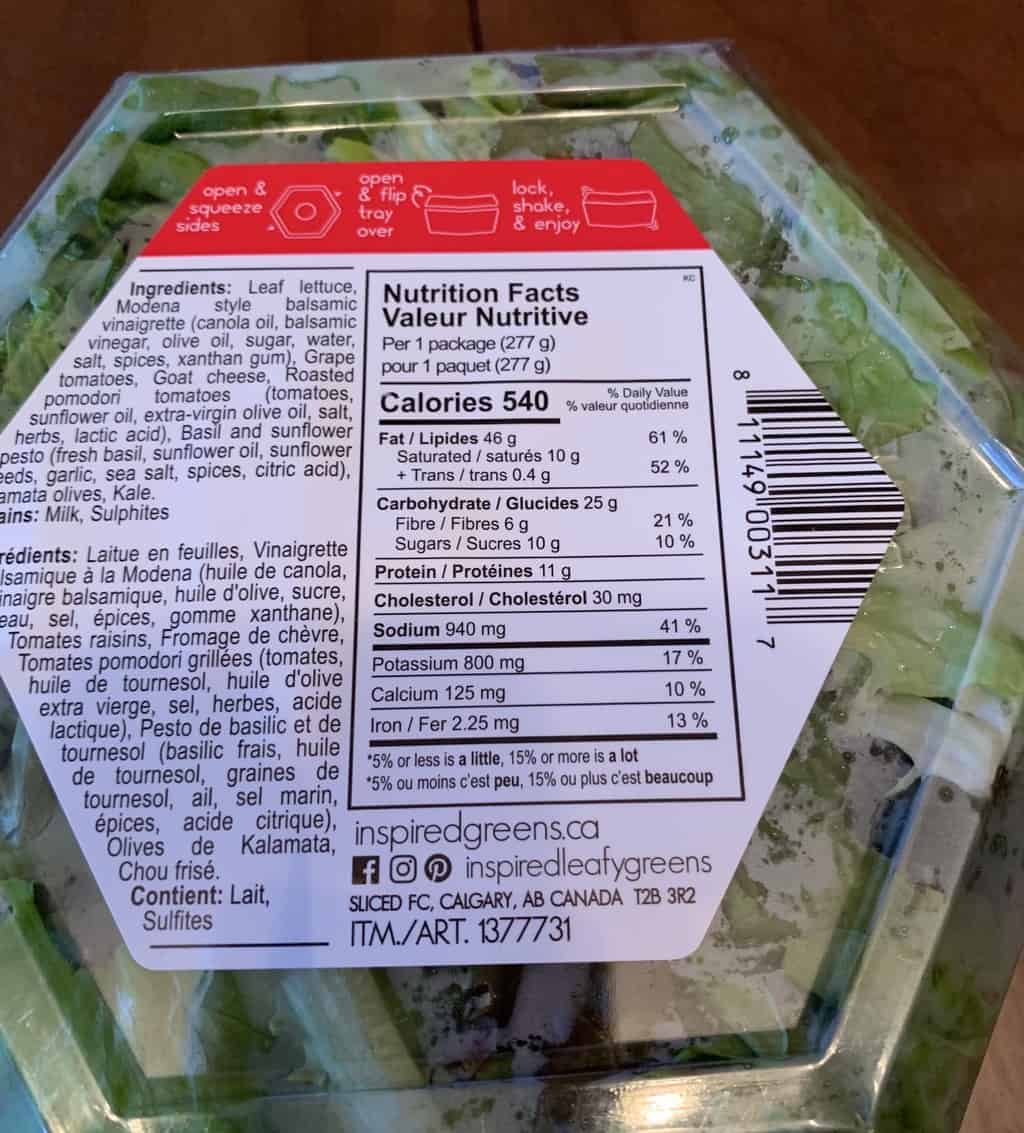 open &
squeeze
sides
open
& flip
tray
over
lock,
shake,
& enjoy
Ingredients: Leaf lettuce,
Modena style balsamic
vinaigrette (canola oil, balsamic
vinegar, olive oil, sugar, water,
salt, spices, xanthan gum), Grape
tomatoes, Goat cheese, Roasted
pomodori tomatoes (tomatoes,
sunflower oil, extra-virgin olive oil, salt,
herbs, lactic acid), Basil and sunflower
pesto (fresh basil, sunflower oil, sunflower
eeds, garlic, sea salt, spices, citric acid),
amata olives, Kale.
ains: Milk, Sulphites
rédients: Laitue en feuilles, Vinaigrette
lsamique à la Modena (huile de canola,
inaigre balsamique, huile d'olive, sucre,
eau, sel, épices, gomme xanthane),
Tomates raisins, Fromage de chèvre,
Tomates pomodori grillées (tomates,
huile de tournesol, huile d'olive
extra vierge, sel, herbes, acide
lactique), Pesto de basilic et de
tournesol (basilic frais, huile
de tournesol, graines de
tournesol, ail, sel marin,
épices, acide citrique),
Olives de Kalamata,
Chou frisé.
Contient: Lait,
Sulfites
KC
Nutrition Facts
Valeur Nutritive
Per 1 package (277 g)
pour 1 paquet (277 g)
Calories 540 % Daily Value
% valeur quotidienne
Fat / Lipides 46 g 61 %
Saturated / saturés 10 g
+ Trans / trans 0.4 g 52 %
Carbohydrate / Glucides 25 g
Fibre / Fibres 6 g 21 %
Sugars / Sucres 10 g 10 %
Protein / Protéines 11 g
Cholesterol / Cholestérol 30 mg
Sodium 940 mg 41 %
Potassium 800 mg 17 %
Calcium 125 mg 10 %
Iron / Fer 2.25 mg 13 %
*5% or less is a little, 15% or more is a lot
*5% ou moins c'est peu, 15% ou plus c'est beaucoup
inspiredgreens.ca
inspiredleafygreens
SLICED FC, CALGARY, AB CANADA T2B 3R2
ITM./ART. 1377731
8 11149 00311 7